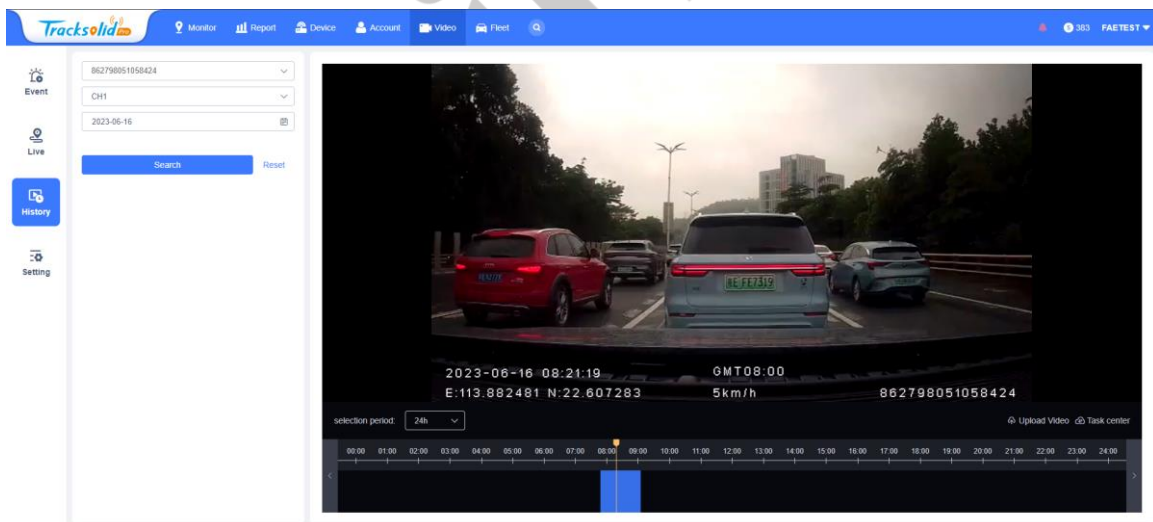 Tracksolid Pro
Monitor Report Device Account Video Fleet
383 FAETEST
Event
Live
History
Setting
862798051058424
CH1
2023-06-16
Search Reset
2023-06-16 08:21:19 GMT08:00
E:113.882481 N:22.607283 5km/h 862798051058424
selection period: 24h Upload Video Task center
00:00 01:00 02:00 03:00 04:00 05:00 06:00 07:00 08:00 09:00 10:00 11:00 12:00 13:00 14:00 15:00 16:00 17:00 18:00 19:00 20:00 21:00 22:00 23:00 24:00